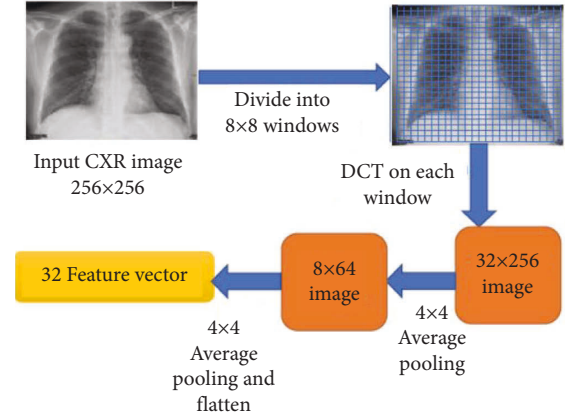 Input CXR image
256×256
Divide into
8×8 windows
DCT on each
window
32×256
image
4×4
Average
pooling
8×64
image
4×4
Average
pooling and
flatten
32 Feature vector